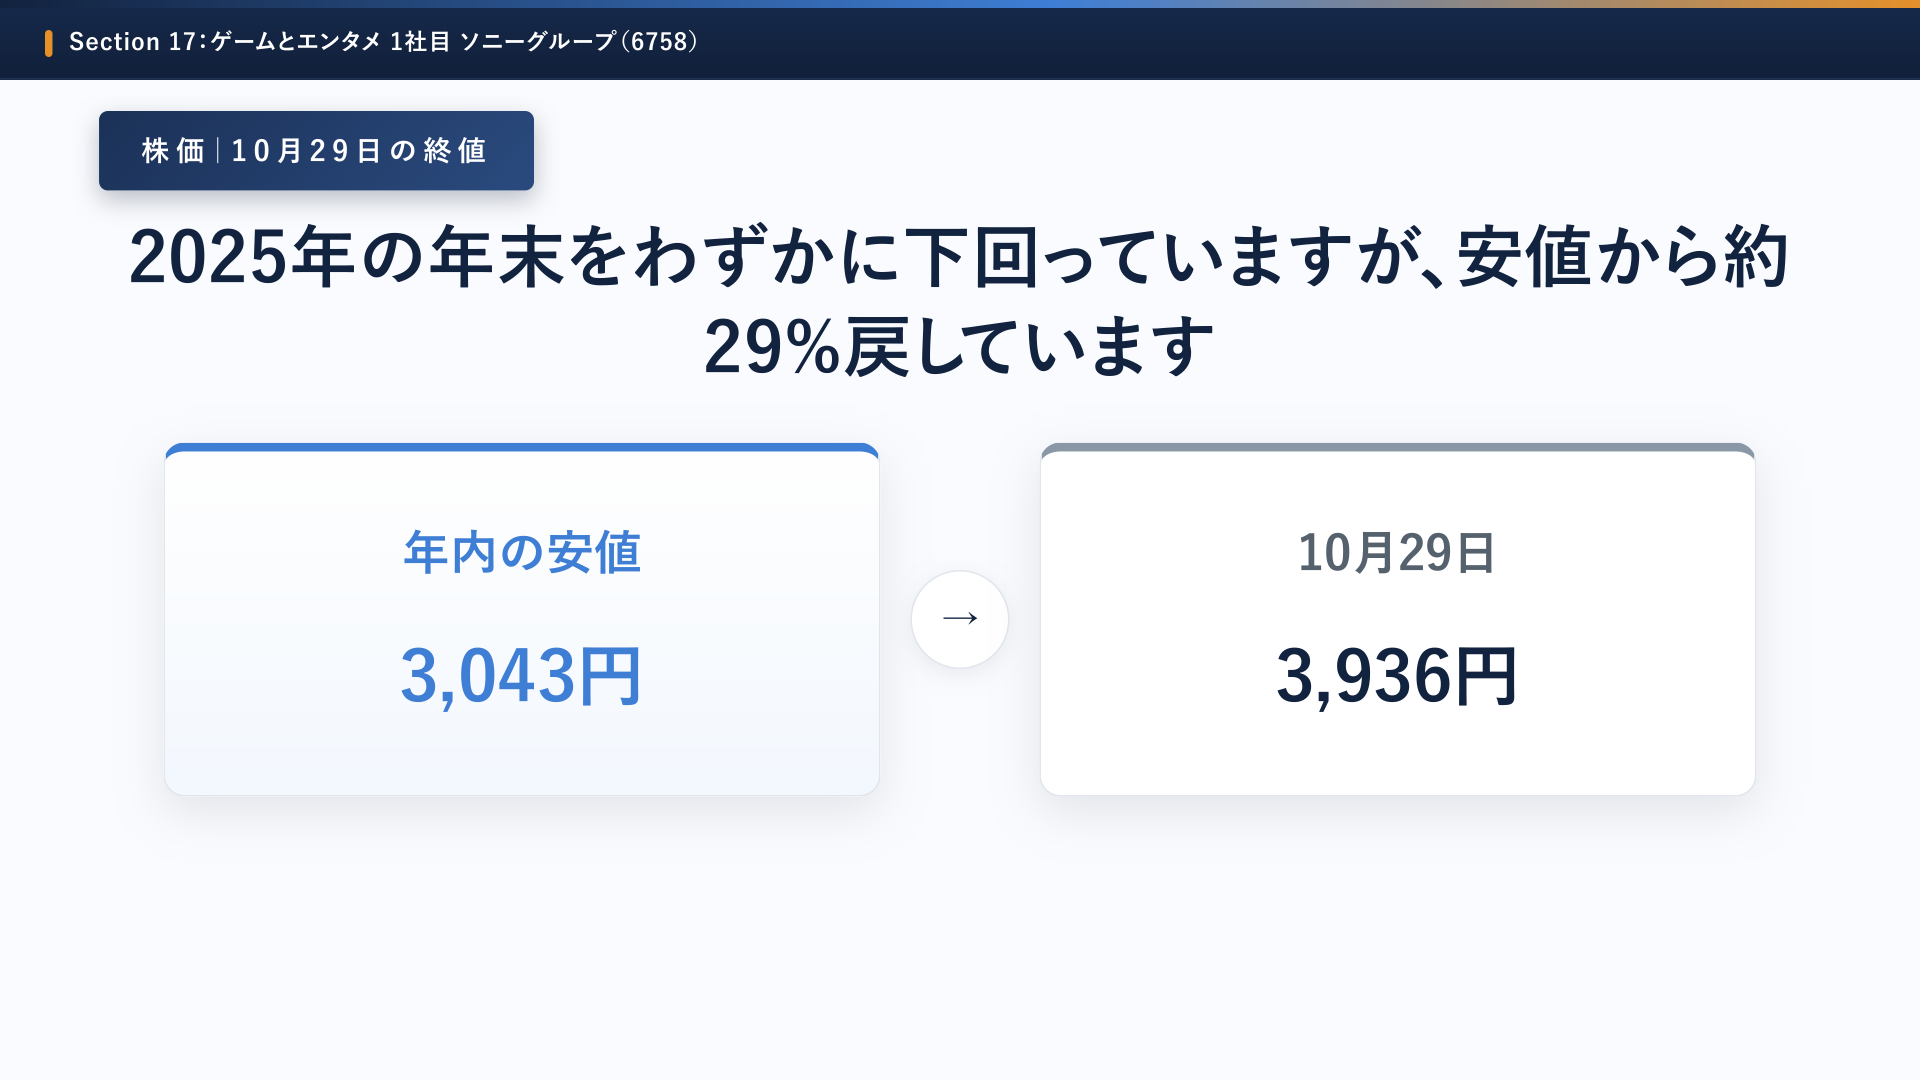 Section 17：ゲームとエンタメ 1社目 ソニーグループ（6758）
株価｜10月29日の終値
2025年の年末をわずかに下回っていますが、安値から約
29%戻しています
年内の安値
3,043円
→
10月29日
3,936円